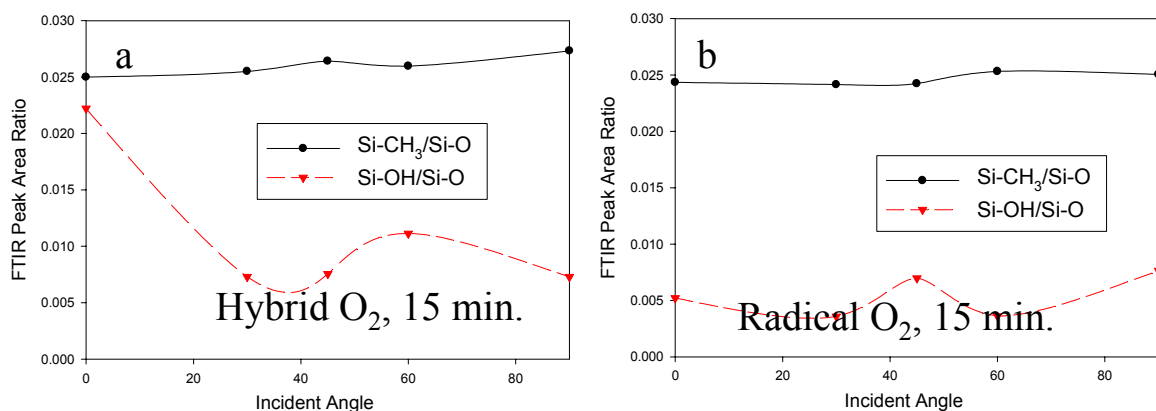 0.030
0.025
0.020
0.015
0.010
0.005
0.000
FTIR Peak Area Ratio
a
Si-CH₃/Si-O
Si-OH/Si-O
Hybrid O₂, 15 min.
0
20
40
60
80
Incident Angle
0.030
0.025
0.020
0.015
0.010
0.005
0.000
FTIR Peak Area Ratio
b
Si-CH₃/Si-O
Si-OH/Si-O
Radical O₂, 15 min.
0
20
40
60
80
Incident Angle